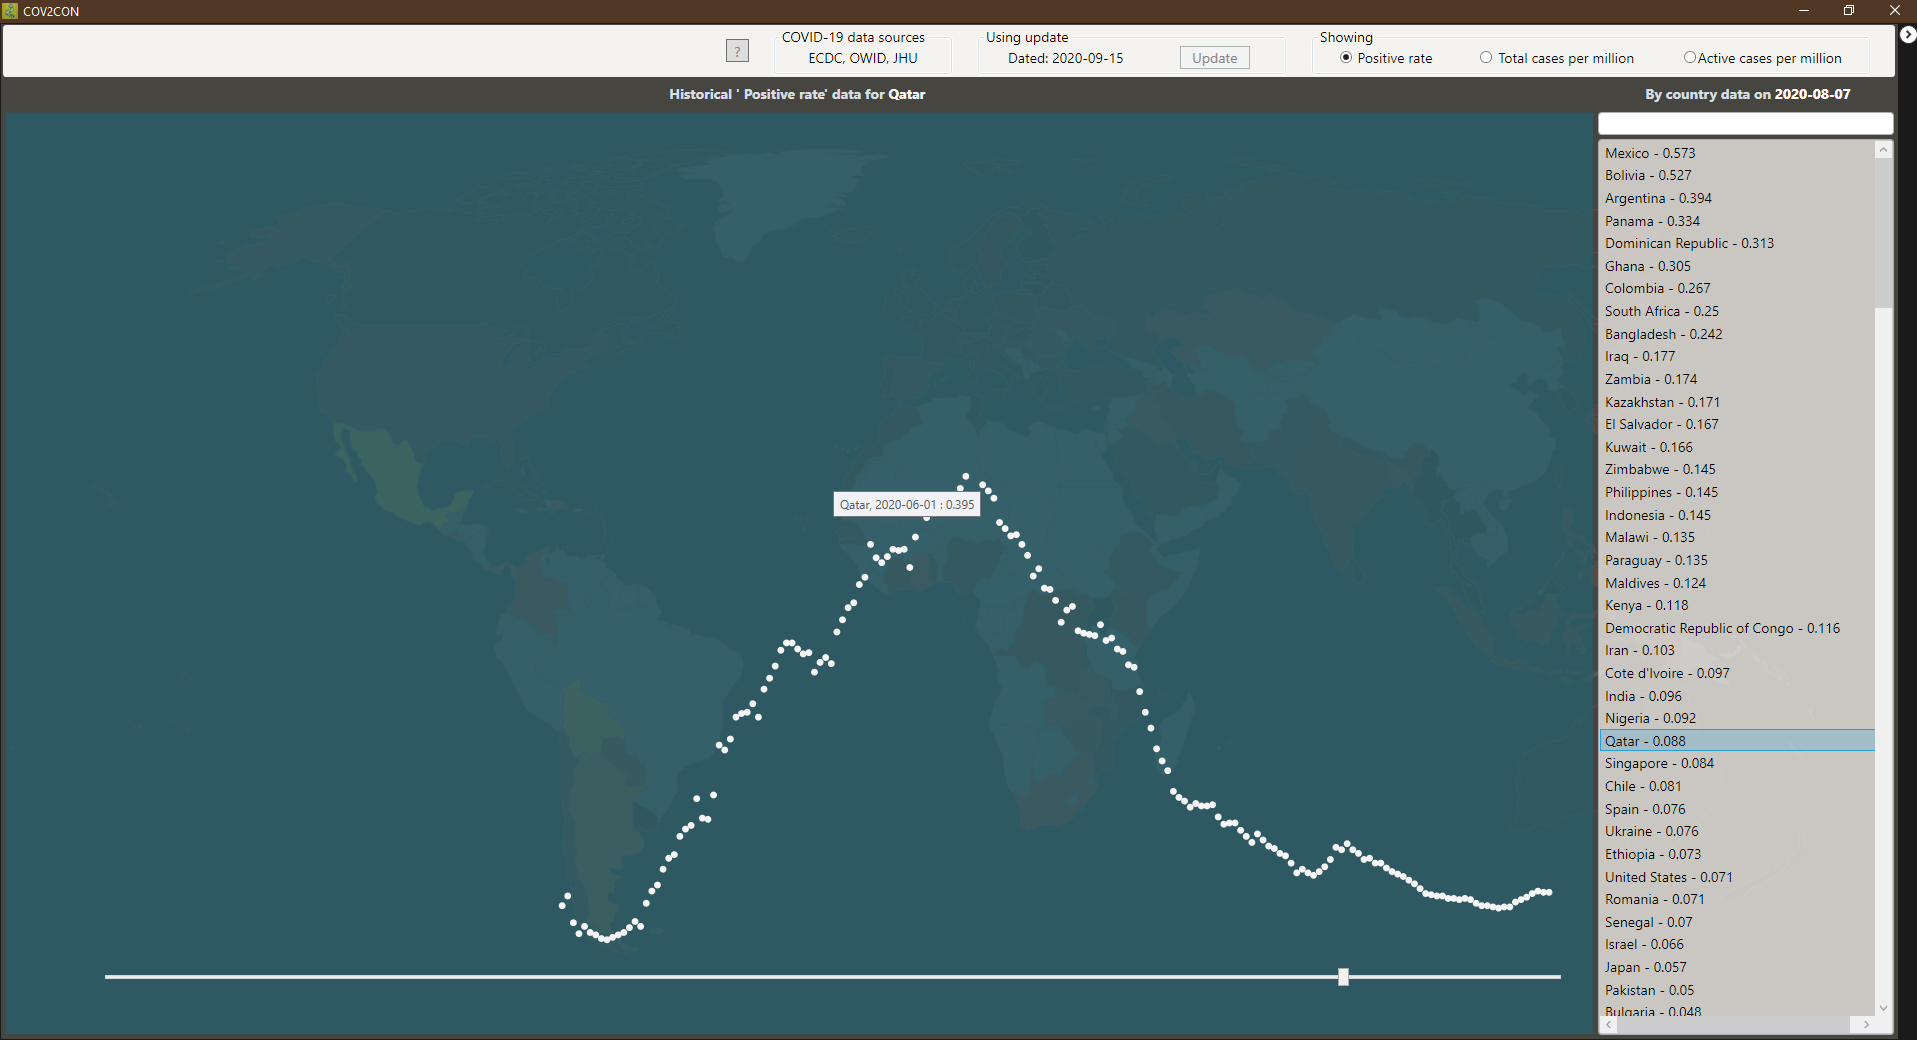 COV2CON
?
COVID-19 data sources
ECDC, OWID, JHU
Using update
Dated: 2020-09-15
Update
Showing
Positive rate
Total cases per million
Active cases per million
Historical ' Positive rate' data for Qatar
By country data on 2020-08-07
Qatar, 2020-06-01 : 0.395
Mexico - 0.573
Bolivia - 0.527
Argentina - 0.394
Panama - 0.334
Dominican Republic - 0.313
Ghana - 0.305
Colombia - 0.267
South Africa - 0.25
Bangladesh - 0.242
Iraq - 0.177
Zambia - 0.174
Kazakhstan - 0.171
El Salvador - 0.167
Kuwait - 0.166
Zimbabwe - 0.145
Philippines - 0.145
Indonesia - 0.145
Malawi - 0.135
Paraguay - 0.135
Maldives - 0.124
Kenya - 0.118
Democratic Republic of Congo - 0.116
Iran - 0.103
Cote d'Ivoire - 0.097
India - 0.096
Nigeria - 0.092
Qatar - 0.088
Singapore - 0.084
Chile - 0.081
Spain - 0.076
Ukraine - 0.076
Ethiopia - 0.073
United States - 0.071
Romania - 0.071
Senegal - 0.07
Israel - 0.066
Japan - 0.057
Pakistan - 0.05
Bulgaria - 0.048